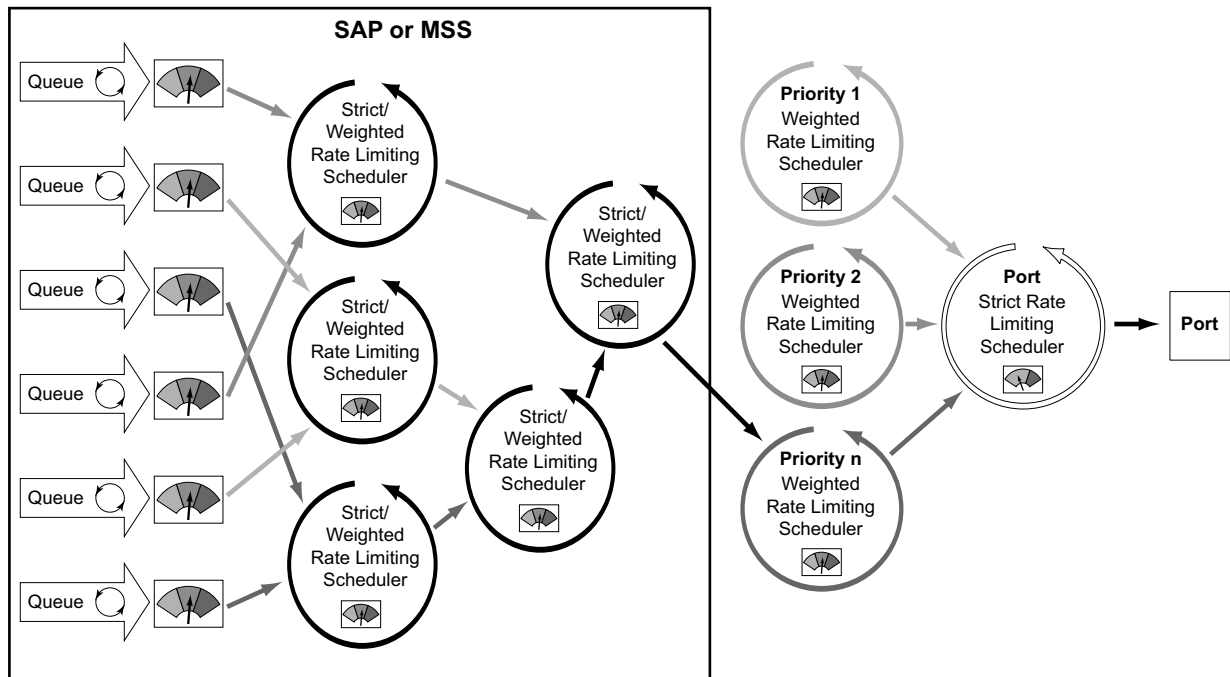 SAP or MSS
Queue
Queue
Queue
Queue
Queue
Queue
Strict/
Weighted
Rate Limiting
Scheduler
Strict/
Weighted
Rate Limiting
Scheduler
Strict/
Weighted
Rate Limiting
Scheduler
Strict/
Weighted
Rate Limiting
Scheduler
Strict/
Weighted
Rate Limiting
Scheduler
Priority 1
Weighted
Rate Limiting
Scheduler
Priority 2
Weighted
Rate Limiting
Scheduler
Priority n
Weighted
Rate Limiting
Scheduler
Port
Strict Rate
Limiting
Scheduler
Port